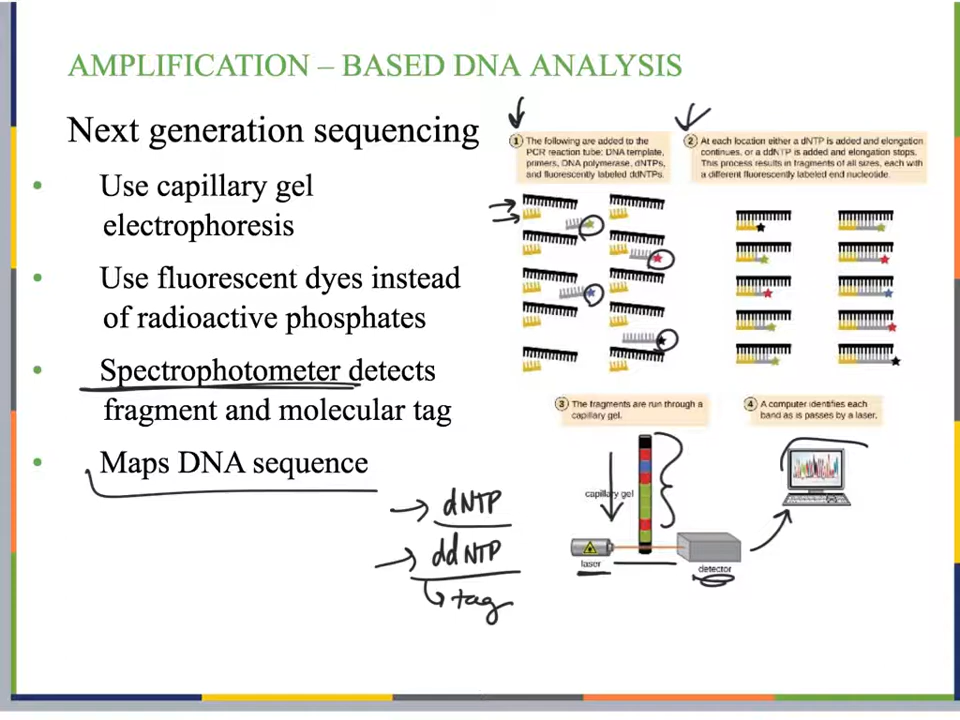 AMPLIFICATION – BASED DNA ANALYSIS
Next generation sequencing
• Use capillary gel
electrophoresis
• Use fluorescent dyes instead
of radioactive phosphates
• Spectrophotometer detects
fragment and molecular tag
• Maps DNA sequence
1 The following are added to the
PCR reaction tube: DNA template,
primers, DNA polymerase, dNTPs,
and fluorescently labeled ddNTPs.
2 At each location either a dNTP is added and elongation
continues, or a ddNTP is added and elongation stops.
This process results in fragments of all sizes, each with
a different fluorescently labeled end nucleotide.
3 The fragments are run through a
capillary gel.
4 A computer identifies each
band as is passes by a laser.
capillary gel
laser
detector
dNTP
ddNTP
tag